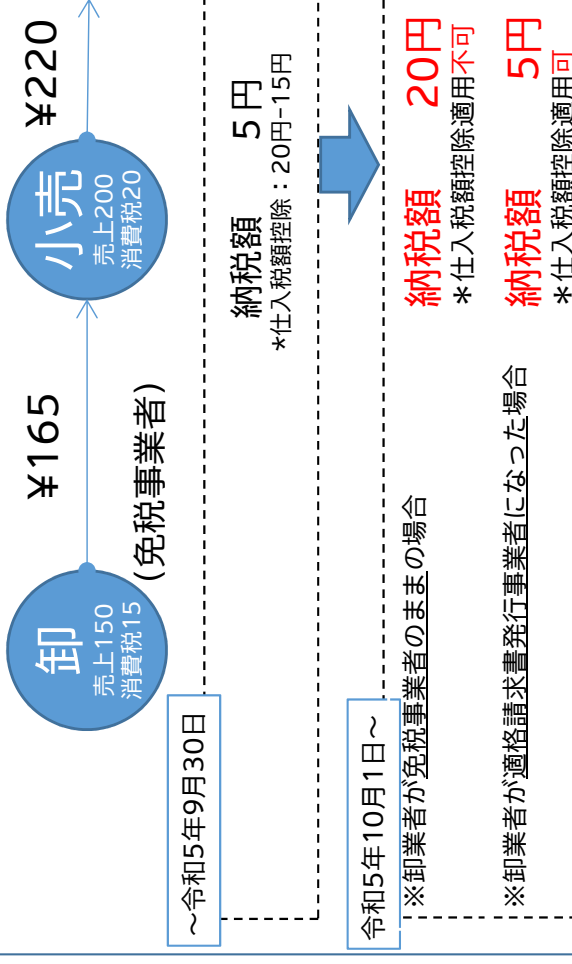 卸
売上150
消費税15
¥165
(免税事業者)
小売
売上200
消費税20
¥220
～令和5年9月30日
納税額 5円
*仕入税額控除：20円-15円
令和5年10月1日～
※卸業者が免税事業者のままの場合
納税額 20円
*仕入税額控除適用不可
※卸業者が適格請求書発行事業者になった場合
納税額 5円
*仕入税額控除適用可